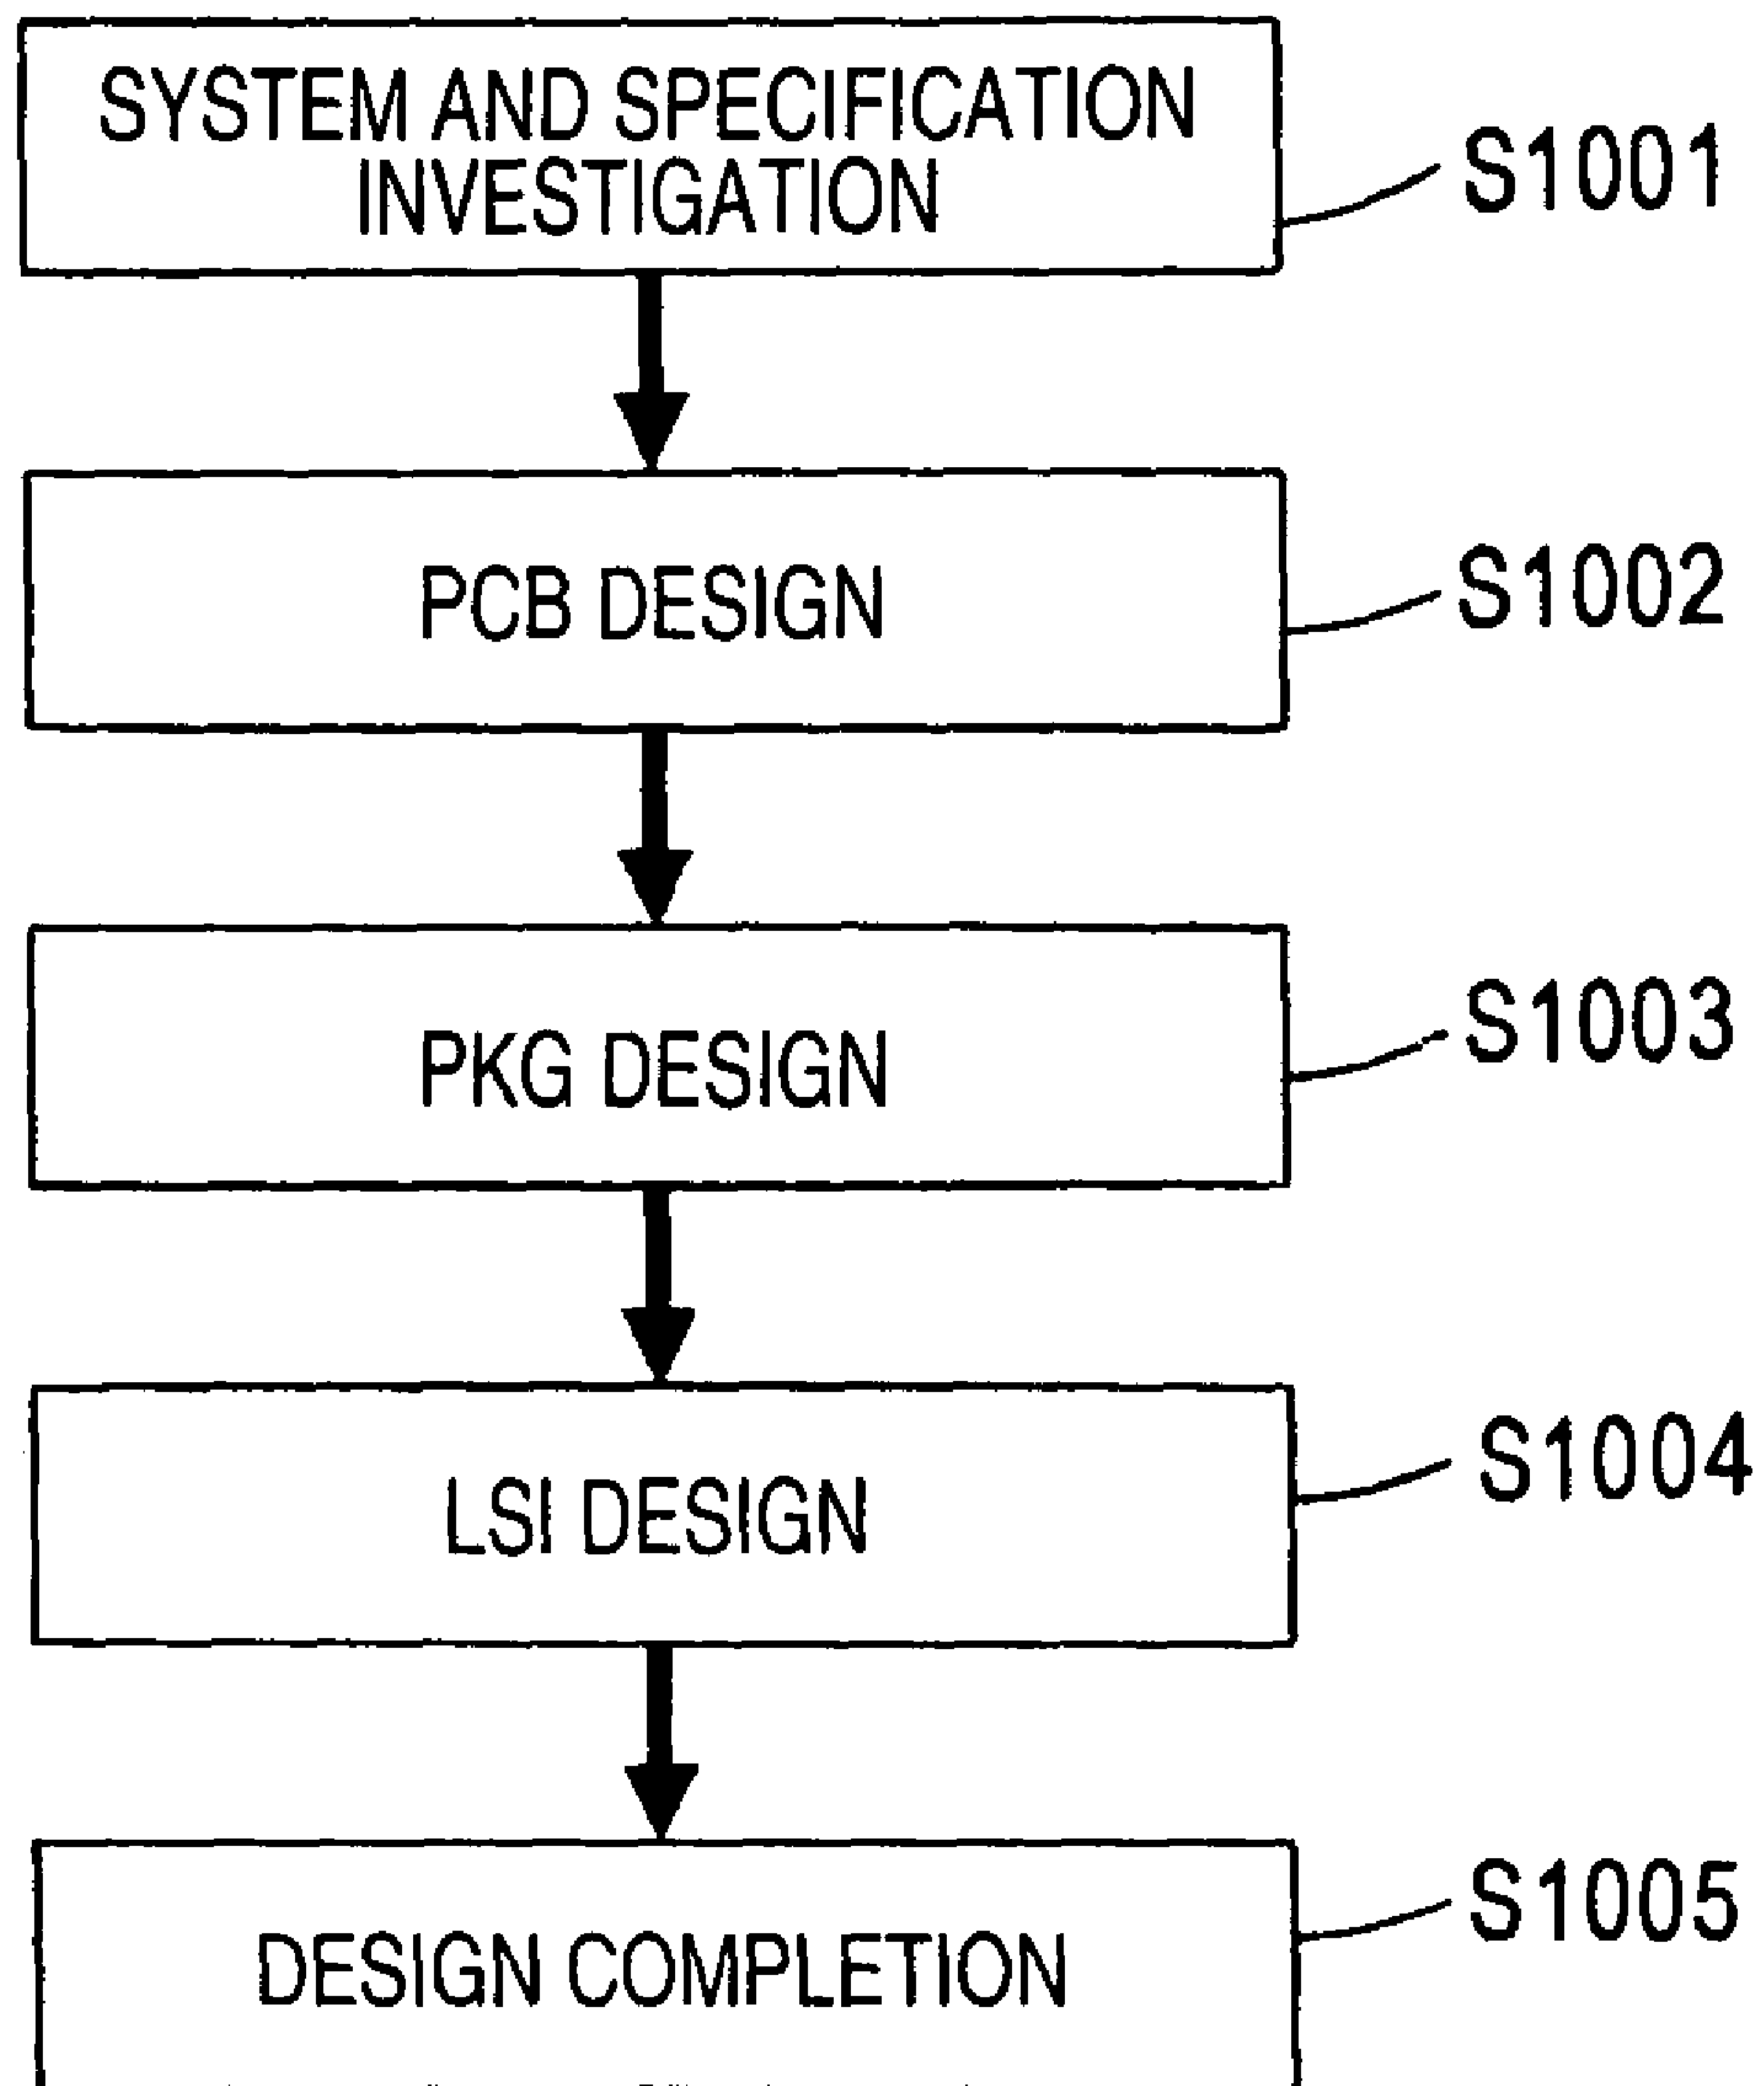 SYSTEM AND SPECIFICATION
INVESTIGATION
S1001
PCB DESIGN
S1002
PKG DESIGN
S1003
LSI DESIGN
S1004
DESIGN COMPLETION
S1005